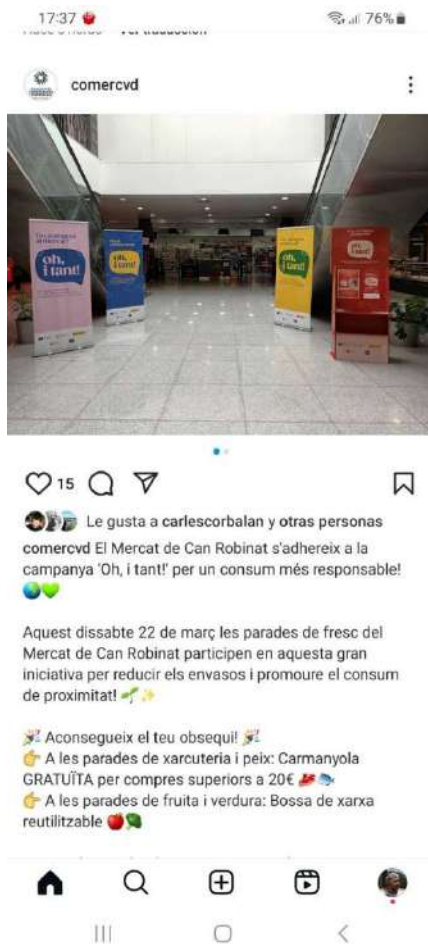 17:37
76%
comercvd
oh,
i tant!
oh,
i tant!
oh,
i tant!
oh,
i tant!
15
Le gusta a carlescorbalan y otras personas
comercvd El Mercat de Can Robinat s'adhereix a la
campanya 'Oh, i tant!' per un consum més responsable!
🌍💚
Aquest dissabte 22 de març les parades de fresc del
Mercat de Can Robinat participen en aquesta gran
iniciativa per reduir els envasos i promoure el consum
de proximitat! 🌱✨
🎉 Aconsegueix el teu obsequi! 🎉
👉 A les parades de xarcuteria i peix: Carmanyola
GRATUÏTA per compres superiors a 20€ 🥓🐟
👉 A les parades de fruita i verdura: Bossa de xarxa
reutilitzable 🍎🥦